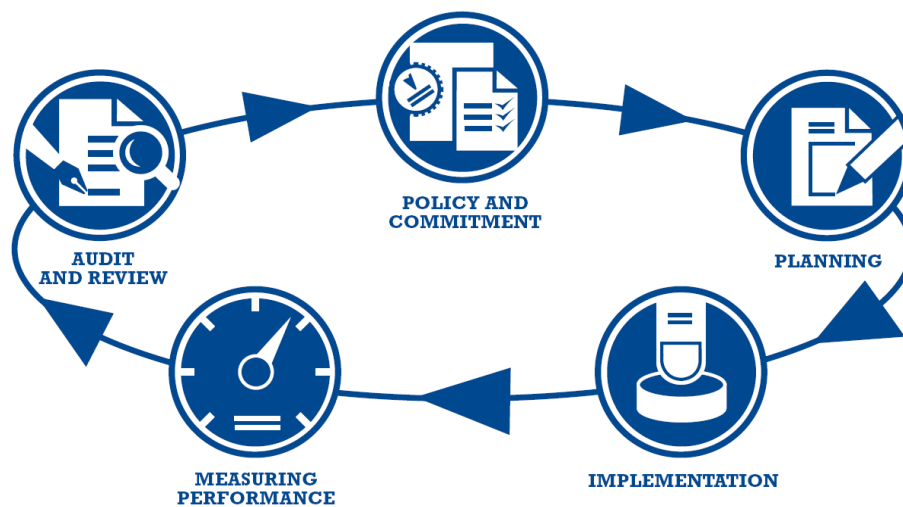 POLICY AND
COMMITMENT
AUDIT
AND REVIEW
PLANNING
MEASURING
PERFORMANCE
IMPLEMENTATION